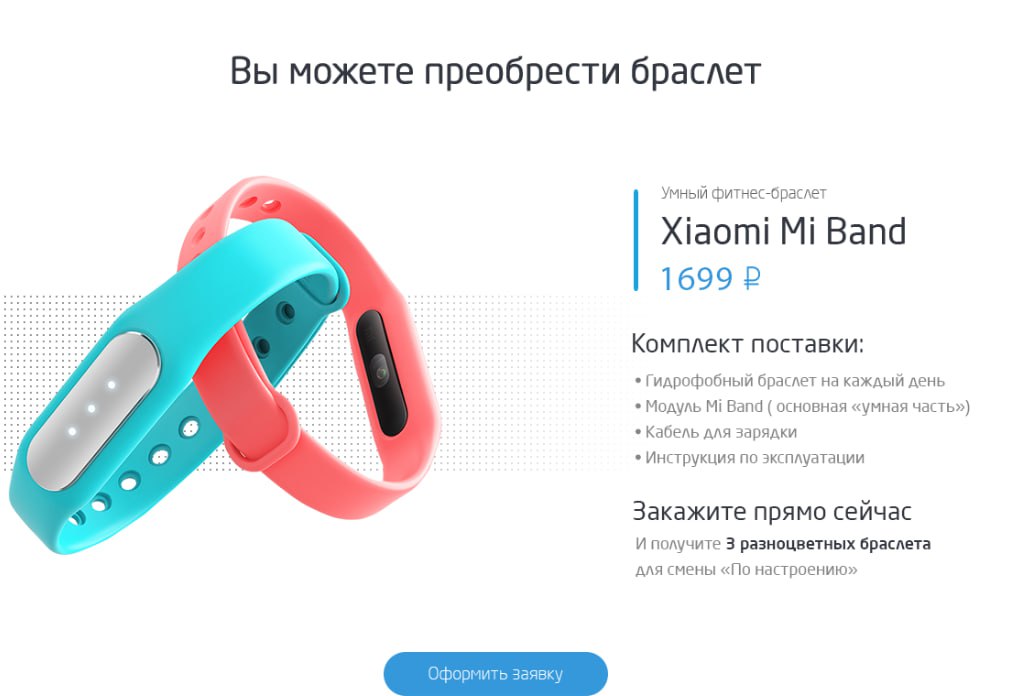 Вы можете преобрести браслет
Умный фитнес-браслет
Xiaomi Mi Band
1699 ₽
Комплект поставки:
• Гидрофобный браслет на каждый день
• Модуль Mi Band ( основная «умная часть»)
• Кабель для зарядки
• Инструкция по эксплуатации
Закажите прямо сейчас
И получите 3 разноцветных браслета
для смены «По настроению»
Оформить заявку